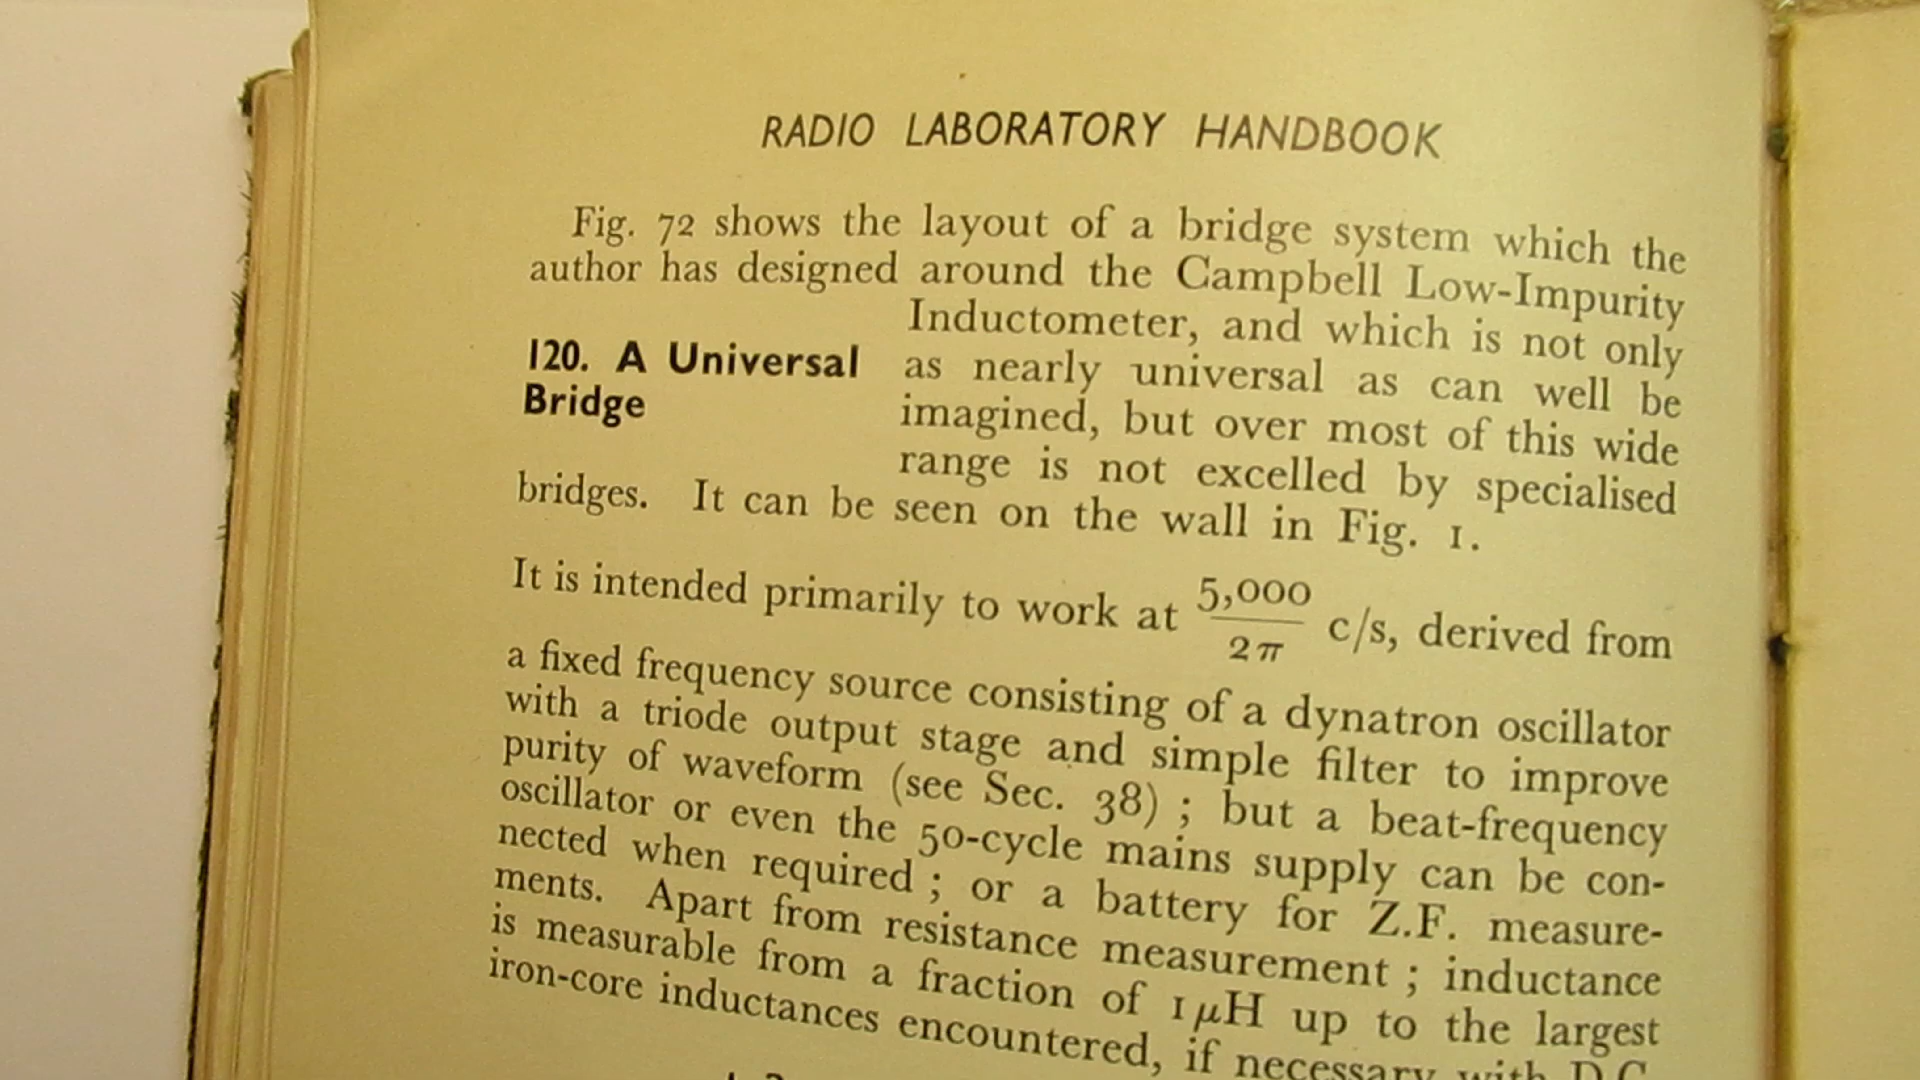 RADIO LABORATORY HANDBOOK
Fig. 72 shows the layout of a bridge system which the
author has designed around the Campbell Low-Impurity
Inductometer, and which is not only
120. A Universal
Bridge
as nearly universal as can well be
imagined, but over most of this wide
range is not excelled by specialised
bridges. It can be seen on the wall in Fig. 1.
It is intended primarily to work at 5,000/2π c/s, derived from
a fixed frequency source consisting of a dynatron oscillator
with a triode output stage and simple filter to improve
purity of waveform (see Sec. 38) ; but a beat-frequency
oscillator or even the 50-cycle mains supply can be con-
nected when required ; or a battery for Z.F. measure-
ments. Apart from resistance measurement ; inductance
is measurable from a fraction of 1 μH up to the largest
iron-core inductances encountered, if necessary with D.C.